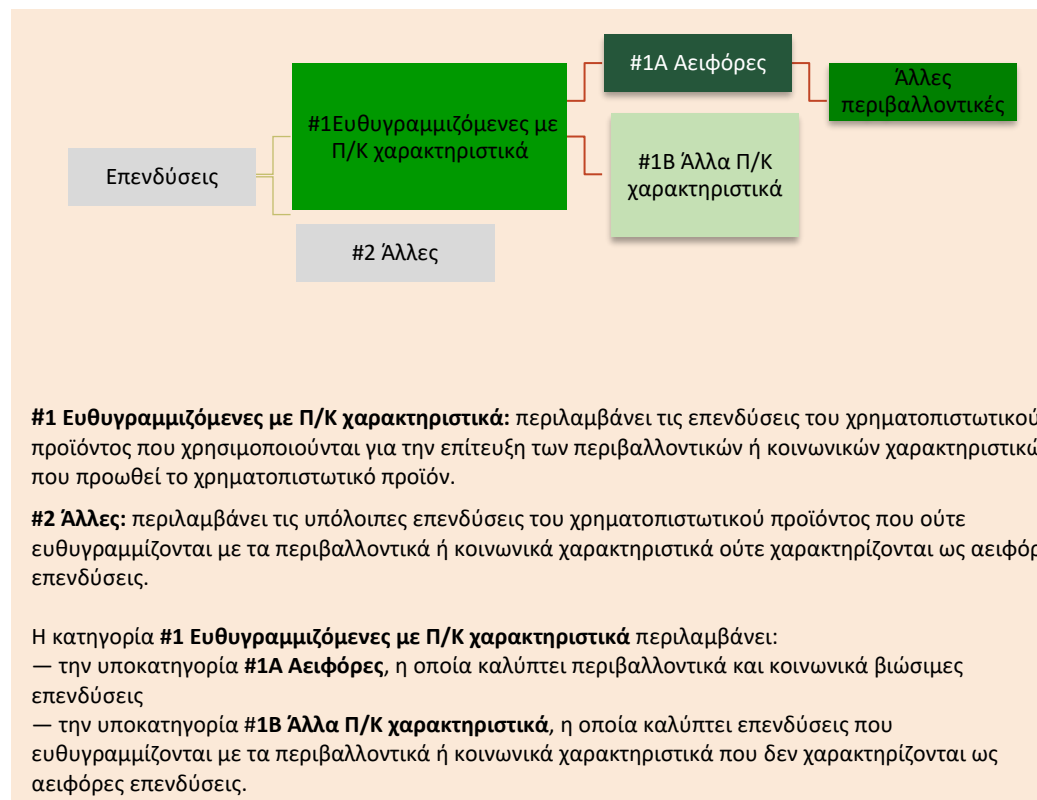 #1Α Αειφόρες
Άλλες
περιβαλλοντικές
#1Ευθυγραμμιζόμενες με
Π/Κ χαρακτηριστικά
#1Β Άλλα Π/Κ
χαρακτηριστικά
Επενδύσεις
#2 Άλλες
#1 Ευθυγραμμιζόμενες με Π/Κ χαρακτηριστικά: περιλαμβάνει τις επενδύσεις του χρηματοπιστωτικού
προϊόντος που χρησιμοποιούνται για την επίτευξη των περιβαλλοντικών ή κοινωνικών χαρακτηριστικώ
που προωθεί το χρηματοπιστωτικό προϊόν.
#2 Άλλες: περιλαμβάνει τις υπόλοιπες επενδύσεις του χρηματοπιστωτικού προϊόντος που ούτε
ευθυγραμμίζονται με τα περιβαλλοντικά ή κοινωνικά χαρακτηριστικά ούτε χαρακτηρίζονται ως αειφόρ
επενδύσεις.
Η κατηγορία #1 Ευθυγραμμιζόμενες με Π/Κ χαρακτηριστικά περιλαμβάνει:
— την υποκατηγορία #1Α Αειφόρες, η οποία καλύπτει περιβαλλοντικά και κοινωνικά βιώσιμες
επενδύσεις
— την υποκατηγορία #1Β Άλλα Π/Κ χαρακτηριστικά, η οποία καλύπτει επενδύσεις που
ευθυγραμμίζονται με τα περιβαλλοντικά ή κοινωνικά χαρακτηριστικά που δεν χαρακτηρίζονται ως
αειφόρες επενδύσεις.